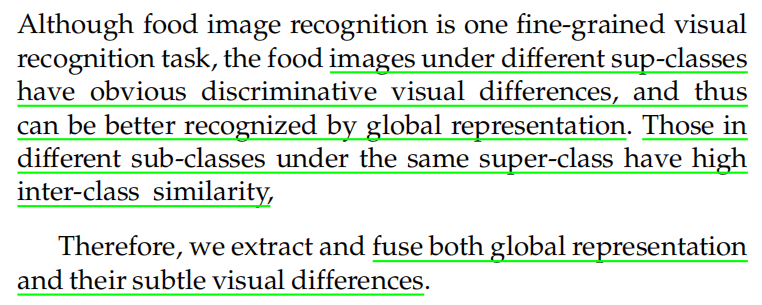 Although food image recognition is one fine-grained visual
recognition task, the food images under different sup-classes
have obvious discriminative visual differences, and thus
can be better recognized by global representation. Those in
different sub-classes under the same super-class have high
inter-class similarity,
Therefore, we extract and fuse both global representation
and their subtle visual differences.